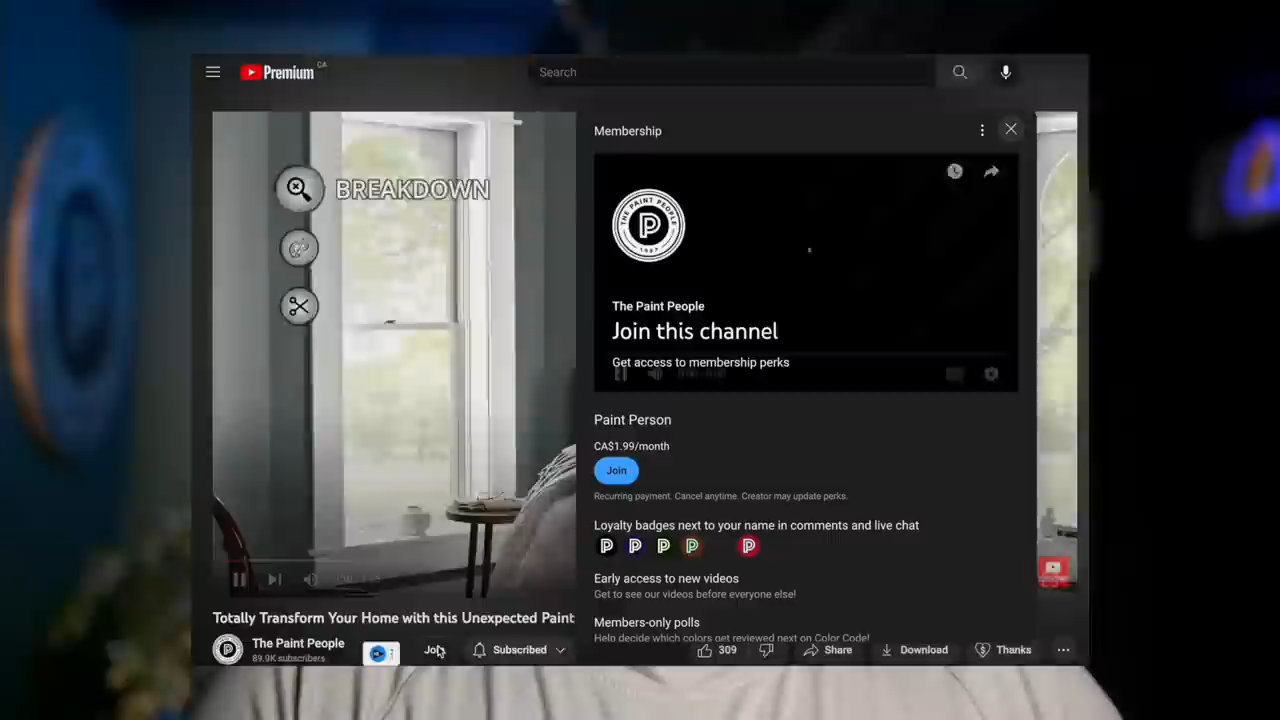 Premium CA
Search
BREAKDOWN
Membership
THE PAINT PEOPLE
1987
The Paint People
Join this channel
Get access to membership perks
Paint Person
CA$1.99/month
Join
Recurring payment. Cancel anytime. Creator may update perks.
Loyalty badges next to your name in comments and live chat
Early access to new videos
Get to see our videos before everyone else!
Members-only polls
Help decide which colors get reviewed next on Color Code!
Totally Transform Your Home with this Unexpected Paint
The Paint People
89.9K subscribers
Join
Subscribed
309
Share
Download
Thanks